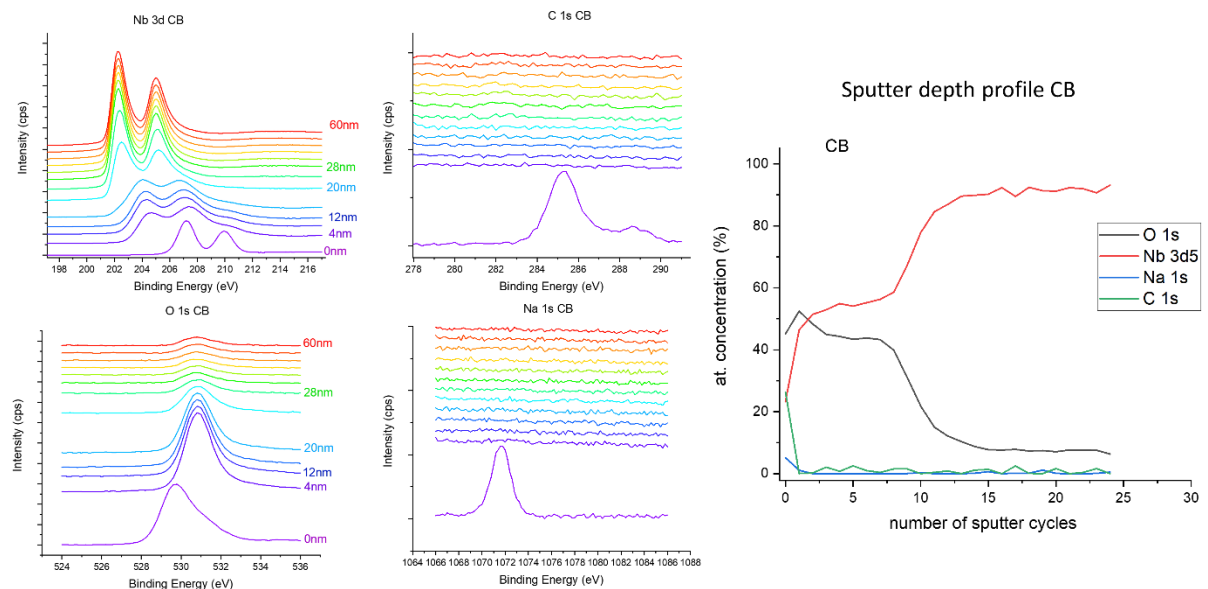 Nb 3d CB
Intensity (cps)
60nm
28nm
20nm
12nm
4nm
0nm
198 200 202 204 206 208 210 212 214 216
Binding Energy (eV)
C 1s CB
Intensity (cps)
278 280 282 284 286 288 290
Binding Energy (eV)
O 1s CB
Intensity (cps)
60nm
28nm
20nm
12nm
4nm
0nm
524 526 528 530 532 534 536
Binding Energy (eV)
Na 1s CB
Intensity (cps)
1064 1066 1068 1070 1072 1074 1076 1078 1080 1082 1084 1086 1088
Binding Energy (eV)
Sputter depth profile CB
CB
at. concentration (%)
100
80
60
40
20
0
O 1s
Nb 3d5
Na 1s
C 1s
0 5 10 15 20 25 30
number of sputter cycles